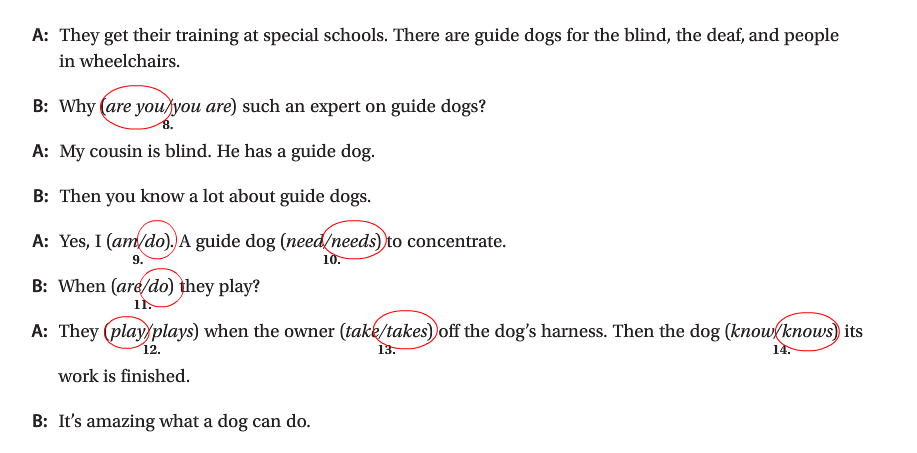 A: They get their training at special schools. There are guide dogs for the blind, the deaf, and people
in wheelchairs.
B: Why (are you/you are) such an expert on guide dogs?
8.
A: My cousin is blind. He has a guide dog.
B: Then you know a lot about guide dogs.
A: Yes, I (am/do). A guide dog (need/needs) to concentrate.
9. 10.
B: When (are/do) they play?
11.
A: They (play/plays) when the owner (take/takes) off the dog’s harness. Then the dog (know/knows) its
12. 13. 14.
work is finished.
B: It’s amazing what a dog can do.